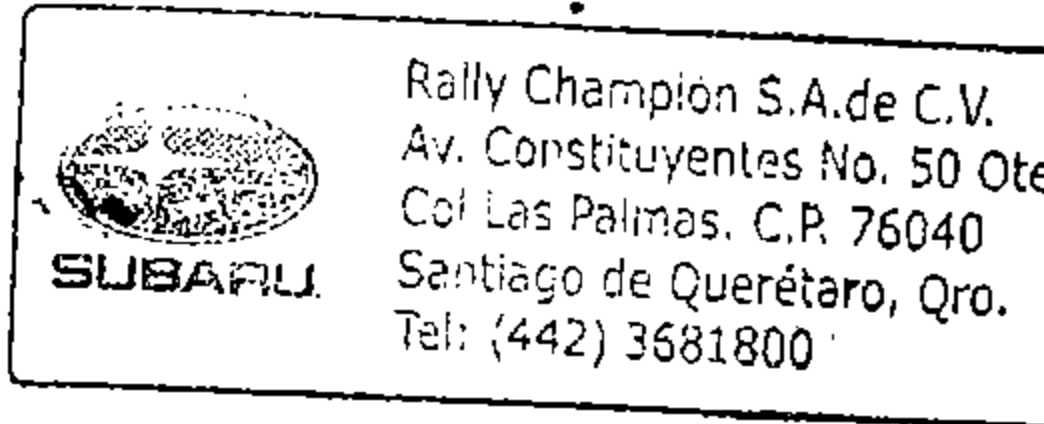 SUBARU.
Rally Champion S.A.de C.V.
Av. Constituyentes No. 50 Ote
Col Las Palmas. C.P. 76040
Santiago de Querétaro, Qro.
Tel: (442) 3681800